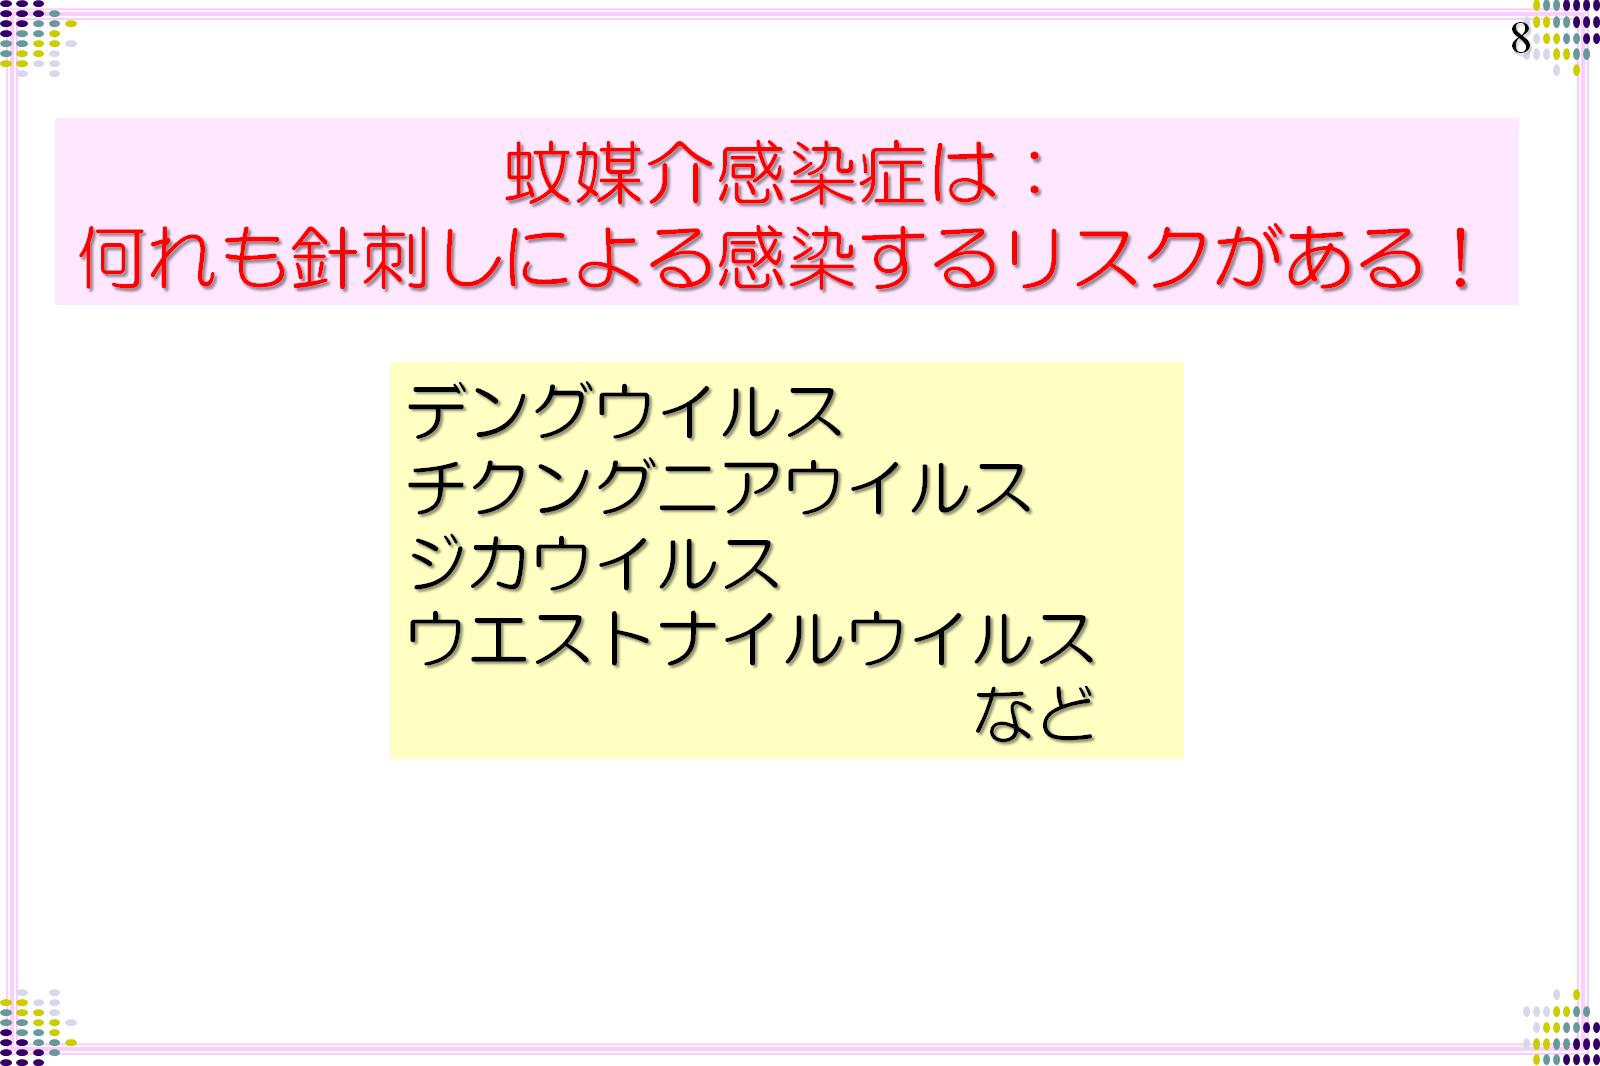 8
蚊媒介感染症は：
何れも針刺しによる感染するリスクがある！
デングウイルス
チクングニアウイルス
ジカウイルス
ウエストナイルウイルス
など